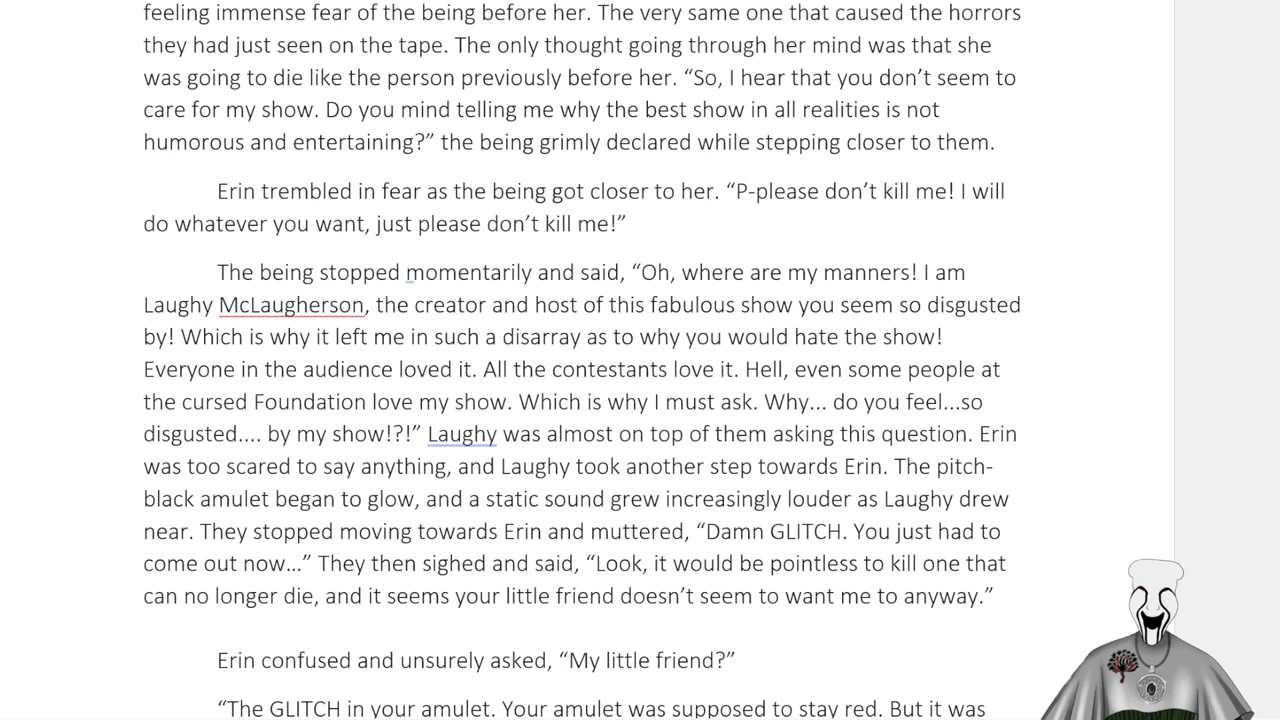 feeling immense fear of the being before her. The very same one that caused the horrors
they had just seen on the tape. The only thought going through her mind was that she
was going to die like the person previously before her. “So, I hear that you don’t seem to
care for my show. Do you mind telling me why the best show in all realities is not
humorous and entertaining?” the being grimly declared while stepping closer to them.
Erin trembled in fear as the being got closer to her. “P-please don’t kill me! I will
do whatever you want, just please don’t kill me!”
The being stopped momentarily and said, “Oh, where are my manners! I am
Laughy McLaugherson, the creator and host of this fabulous show you seem so disgusted
by! Which is why it left me in such a disarray as to why you would hate the show!
Everyone in the audience loved it. All the contestants love it. Hell, even some people at
the cursed Foundation love my show. Which is why I must ask. Why... do you feel...so
disgusted.... by my show!?!” Laughy was almost on top of them asking this question. Erin
was too scared to say anything, and Laughy took another step towards Erin. The pitch-
black amulet began to glow, and a static sound grew increasingly louder as Laughy drew
near. They stopped moving towards Erin and muttered, “Damn GLITCH. You just had to
come out now...” They then sighed and said, “Look, it would be pointless to kill one that
can no longer die, and it seems your little friend doesn’t seem to want me to anyway.”
Erin confused and unsurely asked, “My little friend?”
“The GLITCH in your amulet. Your amulet was supposed to stay red. But it was